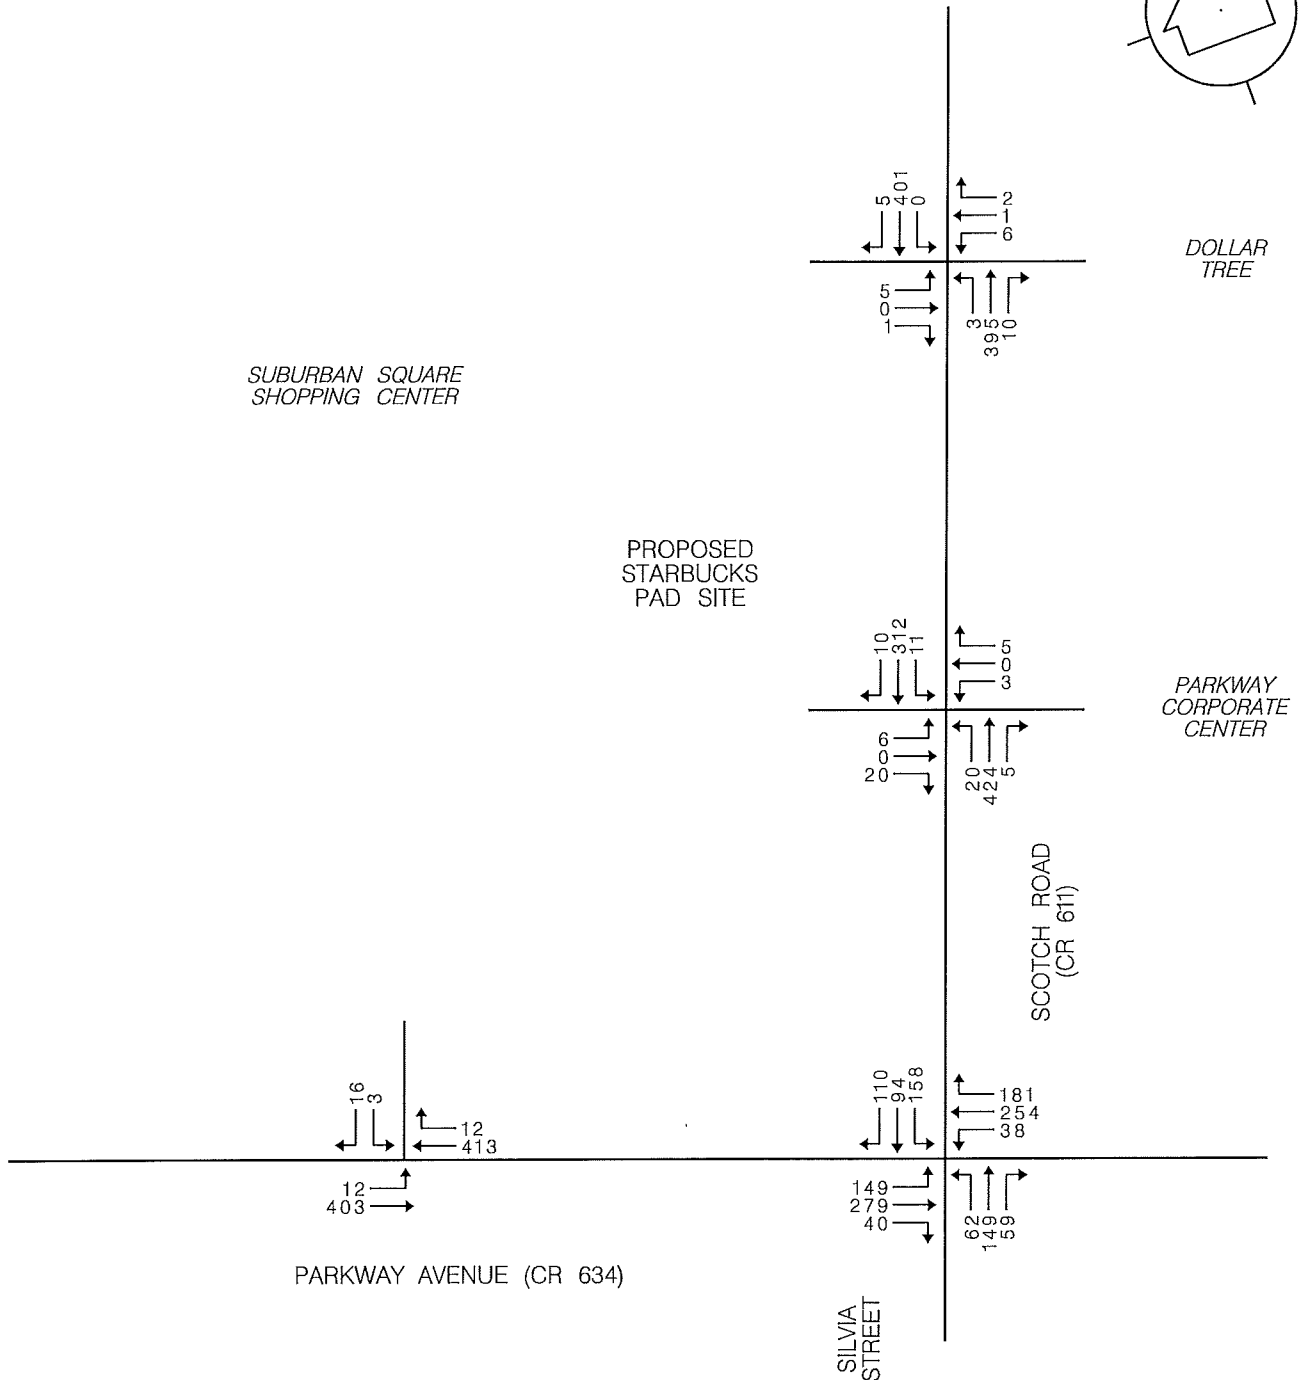 5
401
0
2
1
6
DOLLAR
TREE
5
0
1
3
395
10
SUBURBAN SQUARE
SHOPPING CENTER
PROPOSED
STARBUCKS
PAD SITE
10
312
11
5
0
3
PARKWAY
CORPORATE
CENTER
6
0
20
20
424
5
SCOTCH ROAD
(CR 611)
16
3
12
413
12
403
110
94
158
181
254
38
149
279
40
62
149
59
PARKWAY AVENUE (CR 634)
SILVIA
STREET